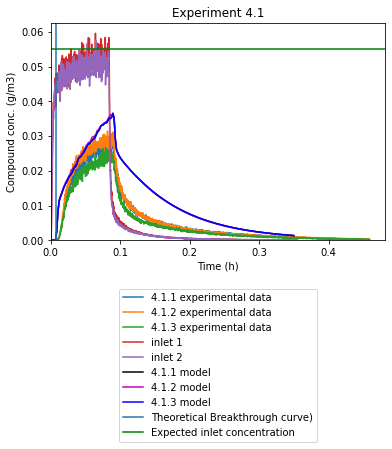 Experiment 4.1
Compound conc. (g/m3)
0.06
0.05
0.04
0.03
0.02
0.01
0.00
0.0
0.1
0.2
0.3
0.4
Time (h)
4.1.1 experimental data
4.1.2 experimental data
4.1.3 experimental data
inlet 1
inlet 2
4.1.1 model
4.1.2 model
4.1.3 model
Theoretical Breakthrough curve)
Expected inlet concentration